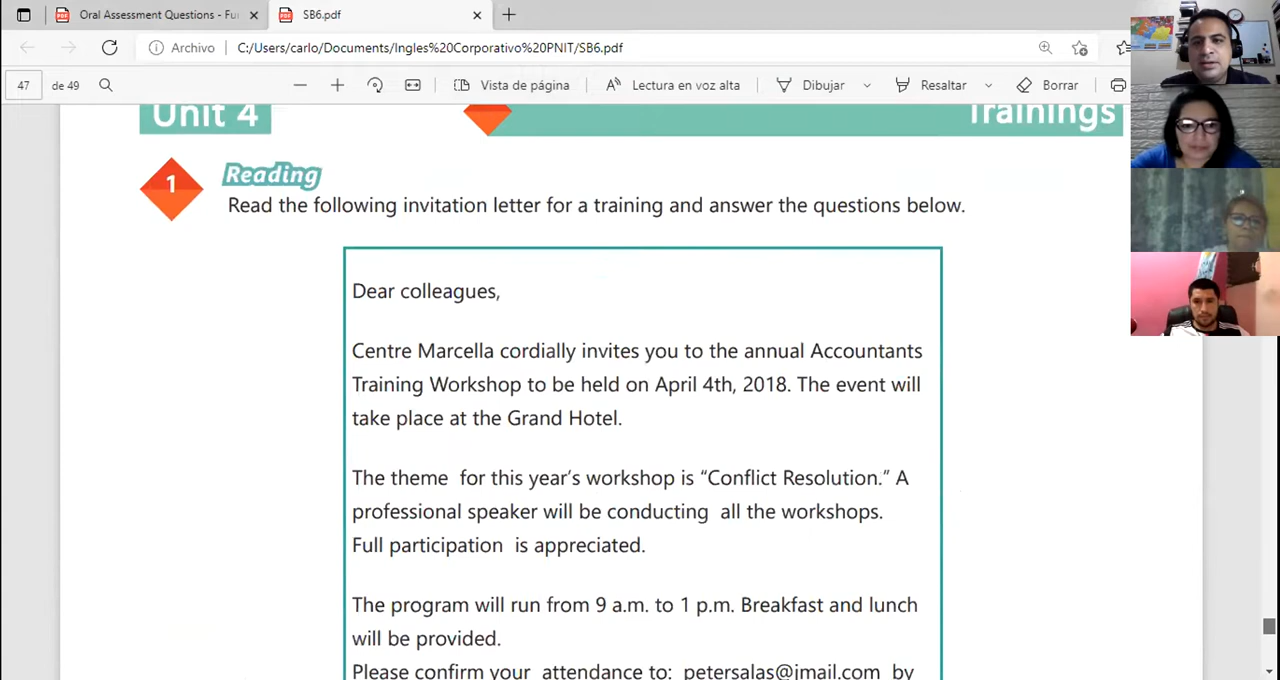 Oral Assessment Questions - Fu
SB6.pdf
Archivo
C:/Users/carlo/Documents/Ingles%20Corporativo%20PNIT/SB6.pdf
47 de 49
Vista de página
Lectura en voz alta
Dibujar
Resaltar
Borrar
Unit 4
Trainings
1
Reading
Read the following invitation letter for a training and answer the questions below.
Dear colleagues,
Centre Marcella cordially invites you to the annual Accountants
Training Workshop to be held on April 4th, 2018. The event will
take place at the Grand Hotel.
The theme for this year's workshop is “Conflict Resolution.” A
professional speaker will be conducting all the workshops.
Full participation is appreciated.
The program will run from 9 a.m. to 1 p.m. Breakfast and lunch
will be provided.
Please confirm your attendance to: petersalas@jmail.com by